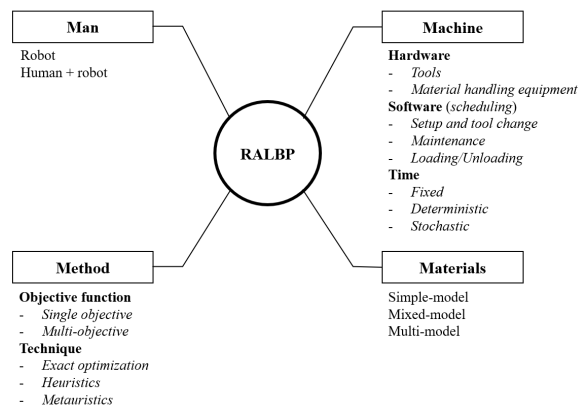 Man
Robot
Human + robot
Machine
Hardware
- Tools
- Material handling equipment
Software (scheduling)
- Setup and tool change
- Maintenance
- Loading/Unloading
Time
- Fixed
- Deterministic
- Stochastic
RALBP
Method
Objective function
- Single objective
- Multi-objective
Technique
- Exact optimization
- Heuristics
- Metauristics
Materials
Simple-model
Mixed-model
Multi-model